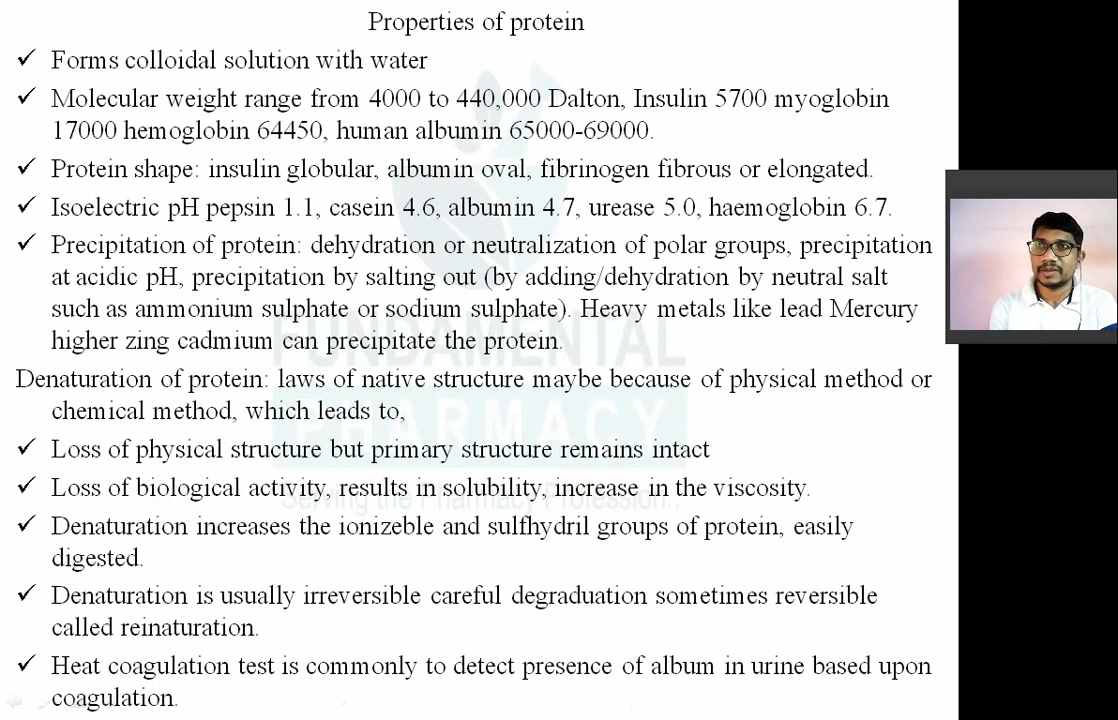 Properties of protein
✓ Forms colloidal solution with water
✓ Molecular weight range from 4000 to 440,000 Dalton, Insulin 5700 myoglobin
17000 hemoglobin 64450, human albumin 65000-69000.
✓ Protein shape: insulin globular, albumin oval, fibrinogen fibrous or elongated.
✓ Isoelectric pH pepsin 1.1, casein 4.6, albumin 4.7, urease 5.0, haemoglobin 6.7.
✓ Precipitation of protein: dehydration or neutralization of polar groups, precipitation
at acidic pH, precipitation by salting out (by adding/dehydration by neutral salt
such as ammonium sulphate or sodium sulphate). Heavy metals like lead Mercury
higher zing cadmium can precipitate the protein.
Denaturation of protein: laws of native structure maybe because of physical method or
chemical method, which leads to,
✓ Loss of physical structure but primary structure remains intact
✓ Loss of biological activity, results in solubility, increase in the viscosity.
✓ Denaturation increases the ionizeble and sulfhydril groups of protein, easily
digested.
✓ Denaturation is usually irreversible careful degraduation sometimes reversible
called reinaturation.
✓ Heat coagulation test is commonly to detect presence of album in urine based upon
coagulation.
FUNDAMENTAL
PHARMACY
Serving the Pharmacy Profession..